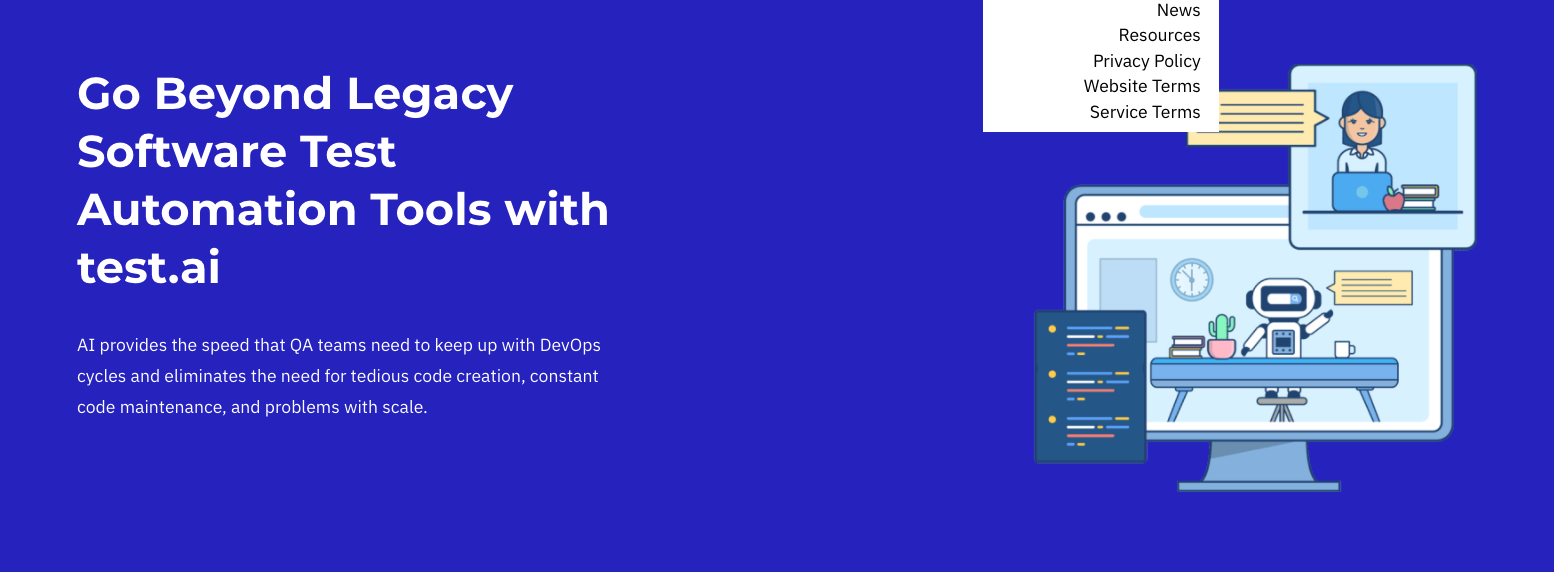 News
Resources
Privacy Policy
Website Terms
Service Terms
Go Beyond Legacy
Software Test
Automation Tools with
test.ai
AI provides the speed that QA teams need to keep up with DevOps
cycles and eliminates the need for tedious code creation, constant
code maintenance, and problems with scale.